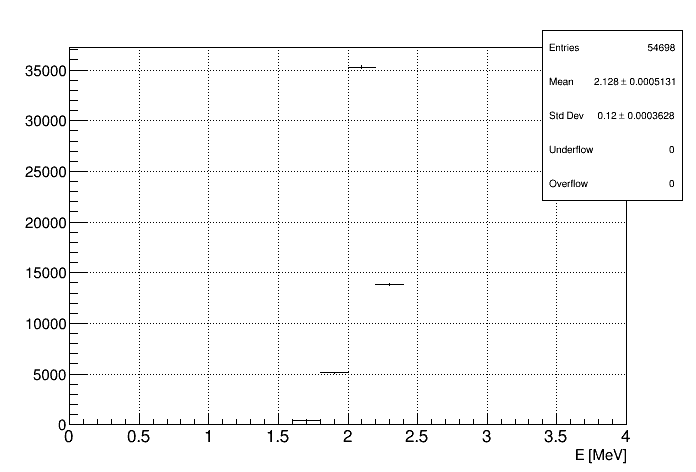 Entries 54698
Mean 2.128 ± 0.0005131
Std Dev 0.12 ± 0.0003628
Underflow 0
Overflow 0
35000
30000
25000
20000
15000
10000
5000
0
0 0.5 1 1.5 2 2.5 3 3.5 4
E [MeV]